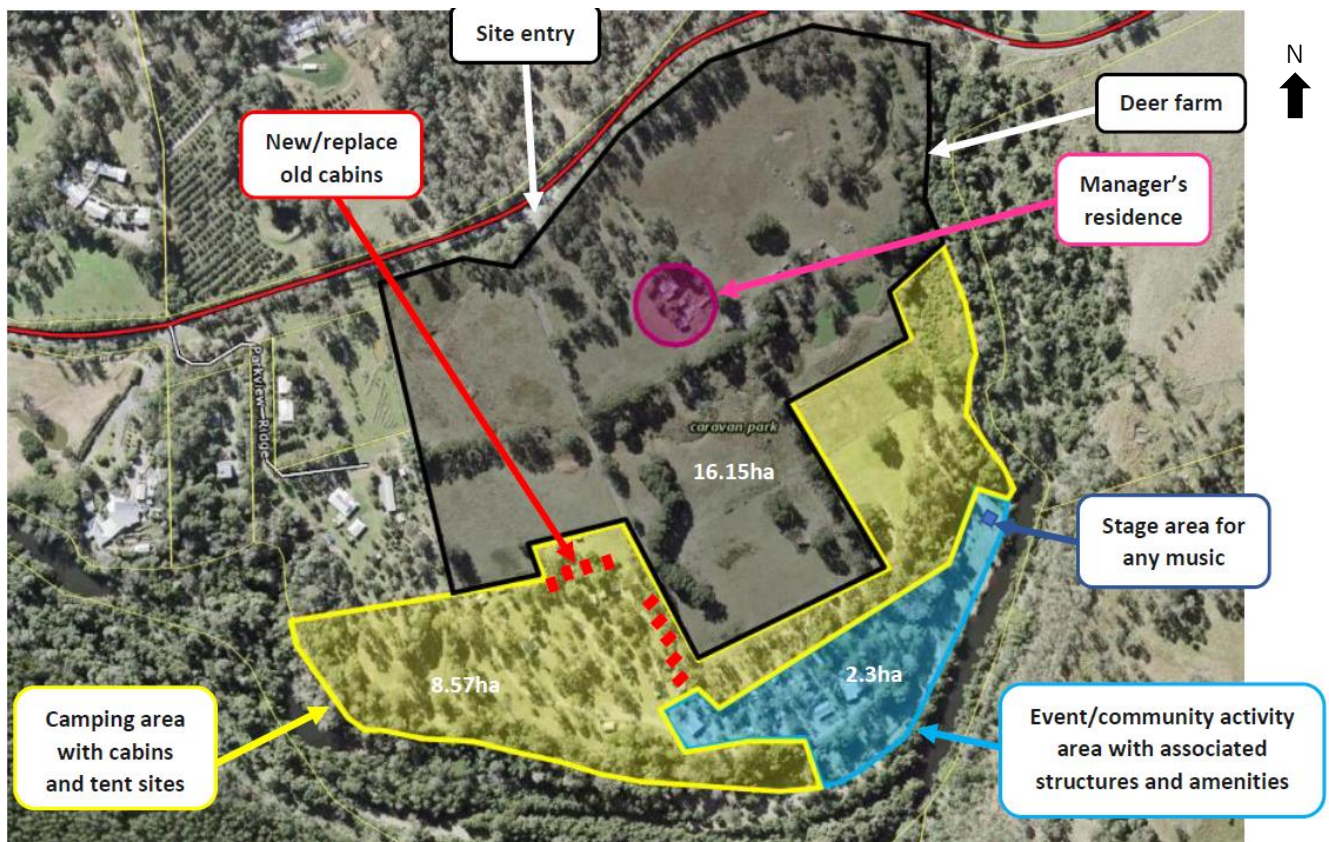 Site entry
N
Deer farm
New/replace
old cabins
Manager's
residence
Parkview Ridge
caravan park
16.15ha
Stage area for
any music
8.57ha
2.3ha
Camping area
with cabins
and tent sites
Event/community activity
area with associated
structures and amenities